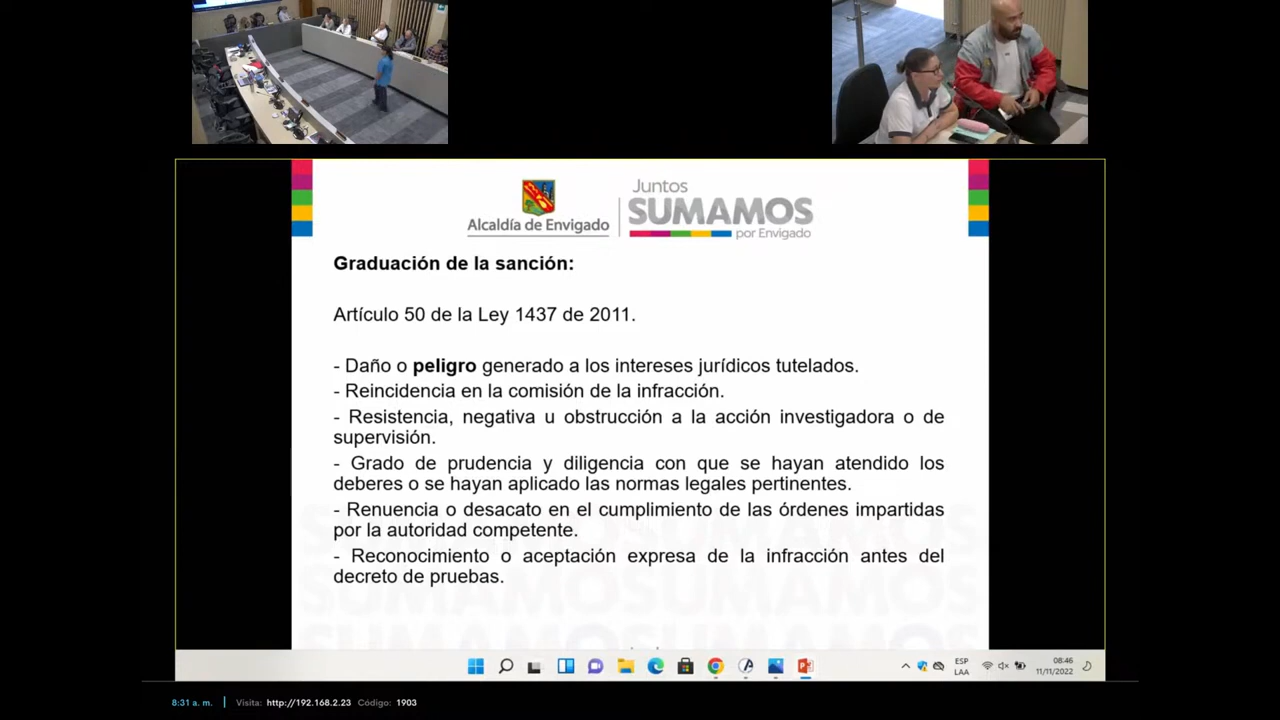 Alcaldía de Envigado
Juntos
SUMAMOS
por Envigado
Graduación de la sanción:
Artículo 50 de la Ley 1437 de 2011.
- Daño o peligro generado a los intereses jurídicos tutelados.
- Reincidencia en la comisión de la infracción.
- Resistencia, negativa u obstrucción a la acción investigadora o de
supervisión.
- Grado de prudencia y diligencia con que se hayan atendido los
deberes o se hayan aplicado las normas legales pertinentes.
- Renuencia o desacato en el cumplimiento de las órdenes impartidas
por la autoridad competente.
- Reconocimiento o aceptación expresa de la infracción antes del
decreto de pruebas.
SUMAMOSUMAMOSUMAMOS
SUMAMOSUMAMOSUMAMOS
SUMAMOSUMAMOSUMAMOS
ESP
LAA
08:46
11/11/2022
8:31 a. m. | Visita: http://192.168.2.23 Código: 1903